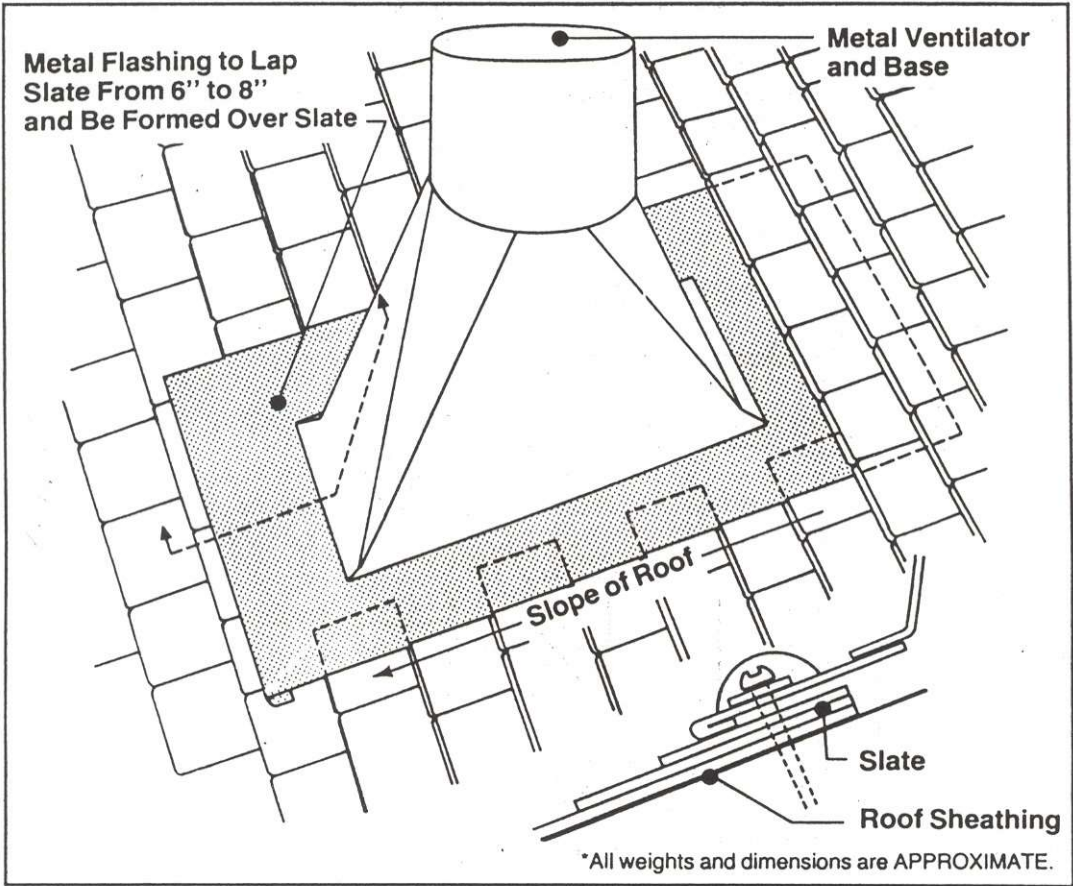 Metal Flashing to Lap
Slate From 6’’ to 8’’
and Be Formed Over Slate
Metal Ventilator
and Base
Slope of Roof
Slate
Roof Sheathing
*All weights and dimensions are APPROXIMATE.